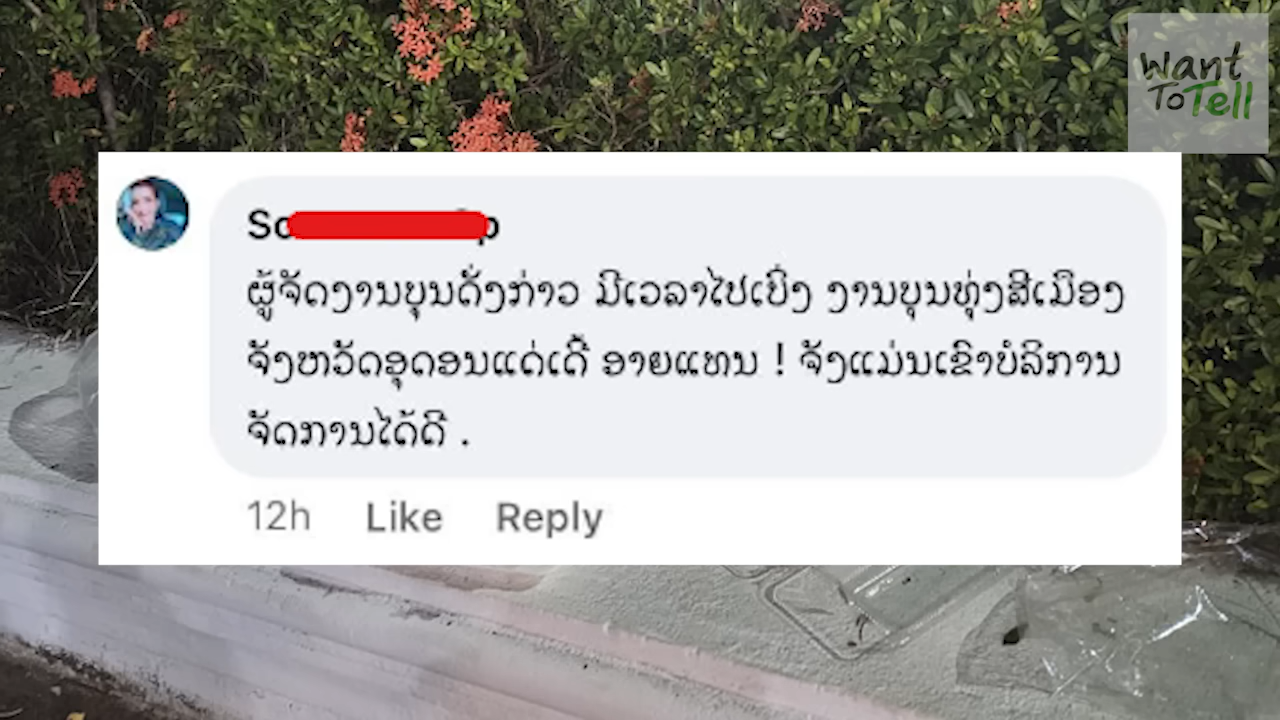 Want
ToTell
ຜູ້ຈັດງານບຸນດັ່ງກ່າວ ມີເວລາໄປເບິ່ງ ງານບຸນທຸ່ງສີເມືອງ
ຈັງຫວັດອຸດອນແດ່ເດີ້ ອາຍແທນ ! ຈັງແມ່ນເຂົາບໍລິການ
ຈັດການໄດ້ດີ .
12h Like Reply